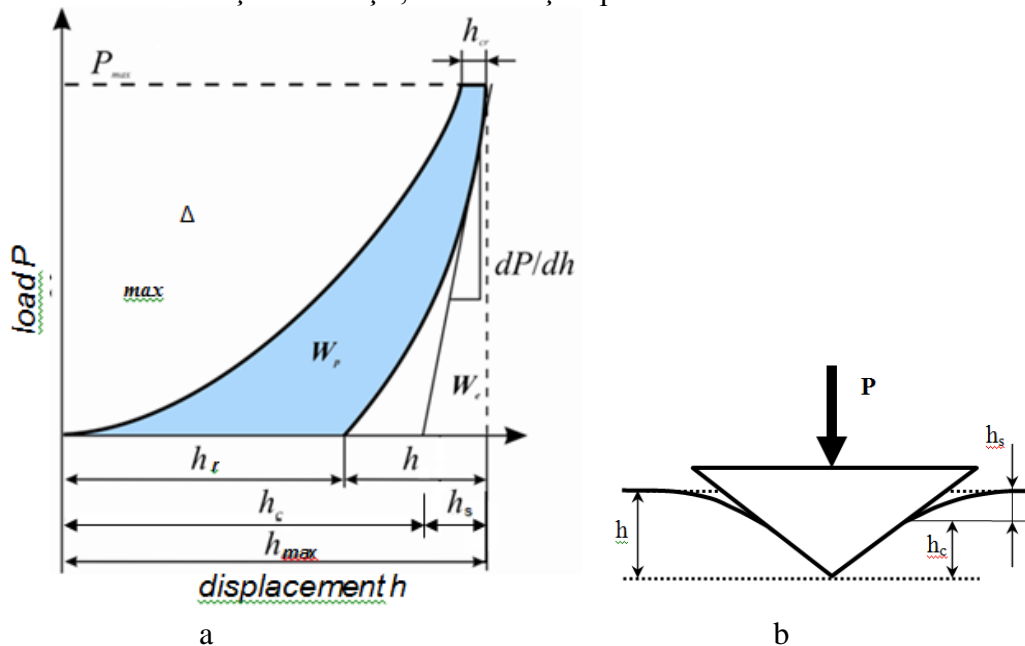 h_cr
P_max
Δ
max
load P
dP/dh
W_p
W_e
h_r
h
h_c
h_s
h_max
displacement h
a
P
h_s
h
h_c
b